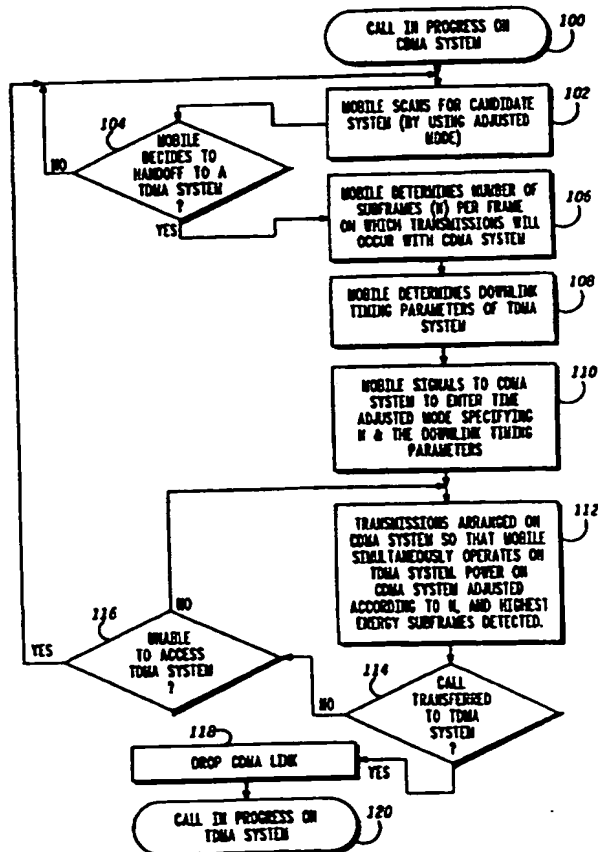 CALL IN PROGRESS ON
CDMA SYSTEM
100
MOBILE SCANS FOR CANDIDATE
SYSTEM (BY USING ADJUSTED
MODE)
102
104
MOBILE
DECIDES TO
HANDOFF TO A
TDMA SYSTEM
?
NO
YES
MOBILE DETERMINES NUMBER OF
SUBFRAMES (N) PER FRAME
ON WHICH TRANSMISSIONS WILL
OCCUR WITH CDMA SYSTEM
106
MOBILE DETERMINES DOWNLINK
TIMING PARAMETERS OF TDMA
SYSTEM
108
MOBILE SIGNALS TO CDMA
SYSTEM TO ENTER TIME
ADJUSTED MODE SPECIFYING
N & THE DOWNLINK TIMING
PARAMETERS
110
TRANSMISSIONS ARRANGED ON
CDMA SYSTEM SO THAT MOBILE
SIMULTANEOUSLY OPERATES ON
TDMA SYSTEM. POWER ON
CDMA SYSTEM ADJUSTED
ACCORDING TO N, AND HIGHEST
ENERGY SUBFRAMES DETECTED.
112
116
NO
YES
UNABLE
TO ACCESS
TDMA SYSTEM
?
114
CALL
TRANSFERRED
TO TDMA
SYSTEM
?
NO
YES
118
DROP CDMA LINK
CALL IN PROGRESS ON
TDMA SYSTEM
120